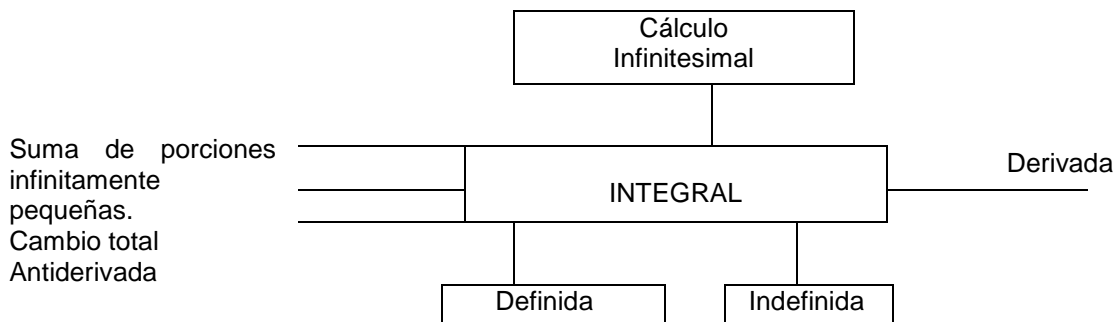 Cálculo
Infinitesimal
Suma de porciones
infinitamente
pequeñas.
Cambio total
Antiderivada
INTEGRAL
Derivada
Definida
Indefinida